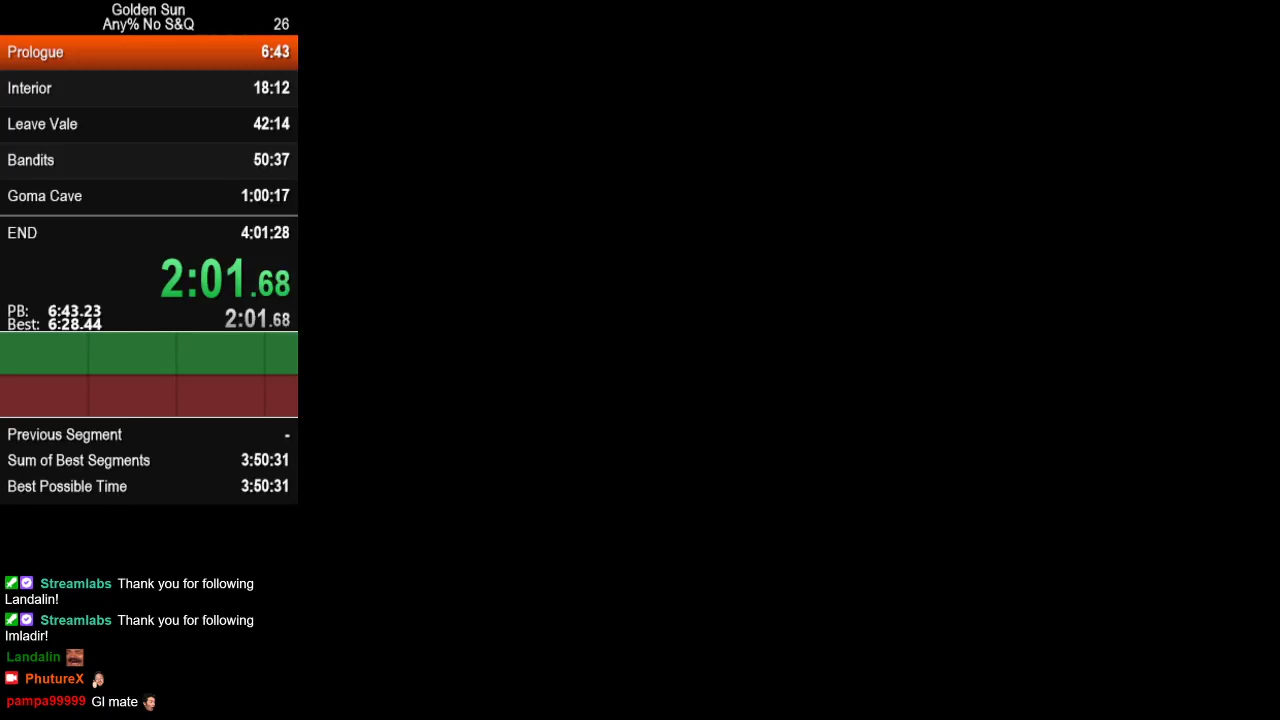 Golden Sun
Any% No S&Q 26
Prologue 6:43
Interior 18:12
Leave Vale 42:14
Bandits 50:37
Goma Cave 1:00:17
END 4:01:28
2:01.68
PB: 6:43.23
Best: 6:28.44 2:01.68
Previous Segment -
Sum of Best Segments 3:50:31
Best Possible Time 3:50:31
Streamlabs Thank you for following
Landalin!
Streamlabs Thank you for following
Imladir!
Landalin
PhutureX
pampa99999 Gl mate